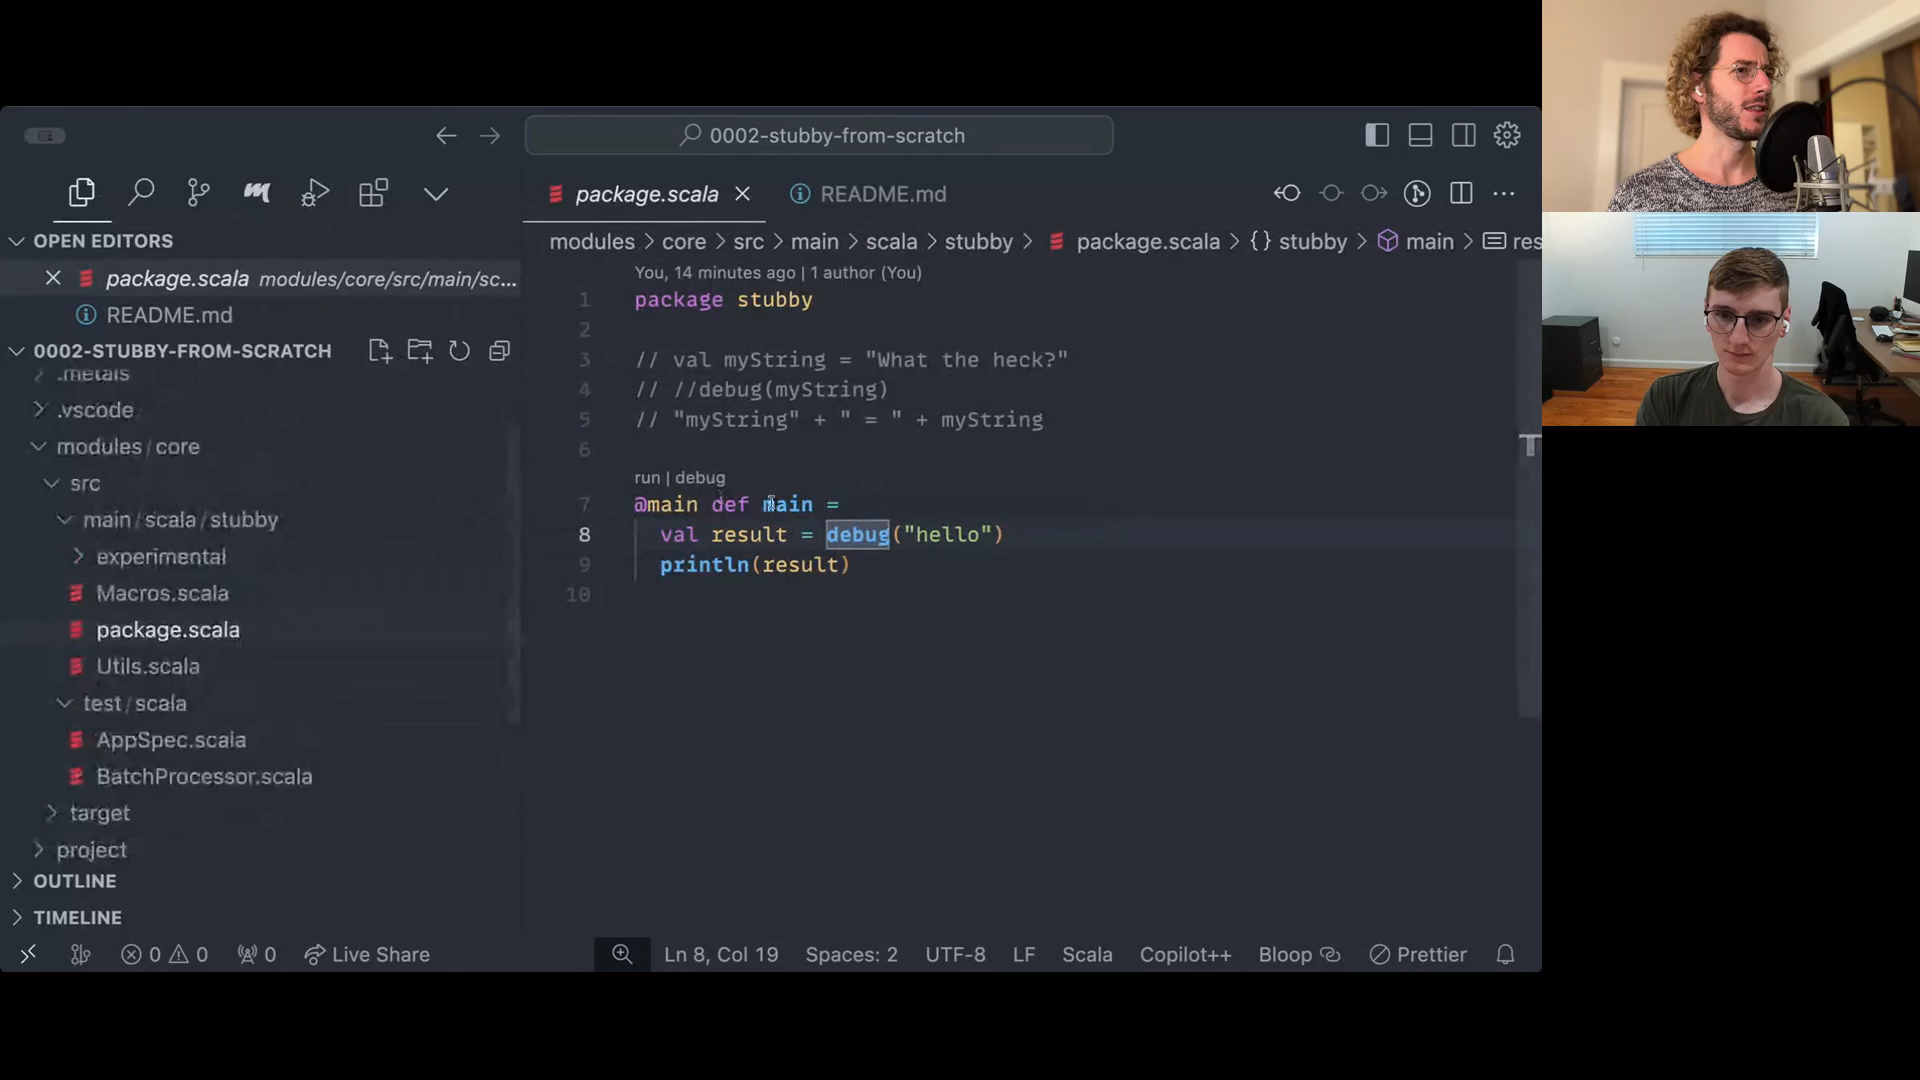 0002-stubby-from-scratch
package.scala
README.md
OPEN EDITORS
package.scala modules/core/src/main/sc...
README.md
0002-STUBBY-FROM-SCRATCH
.metals
.vscode
modules / core
src
main / scala / stubby
experimental
Macros.scala
package.scala
Utils.scala
test / scala
AppSpec.scala
BatchProcessor.scala
target
project
OUTLINE
TIMELINE
modules > core > src > main > scala > stubby > package.scala > {} stubby > main > res
You, 14 minutes ago | 1 author (You)
1 package stubby
2
3 // val myString = "What the heck?"
4 // //debug(myString)
5 // "myString" + " = " + myString
6
run | debug
7 @main def main =
8 val result = debug("hello")
9 println(result)
10
0 0 0 Live Share Ln 8, Col 19 Spaces: 2 UTF-8 LF Scala Copilot++ Bloop Prettier